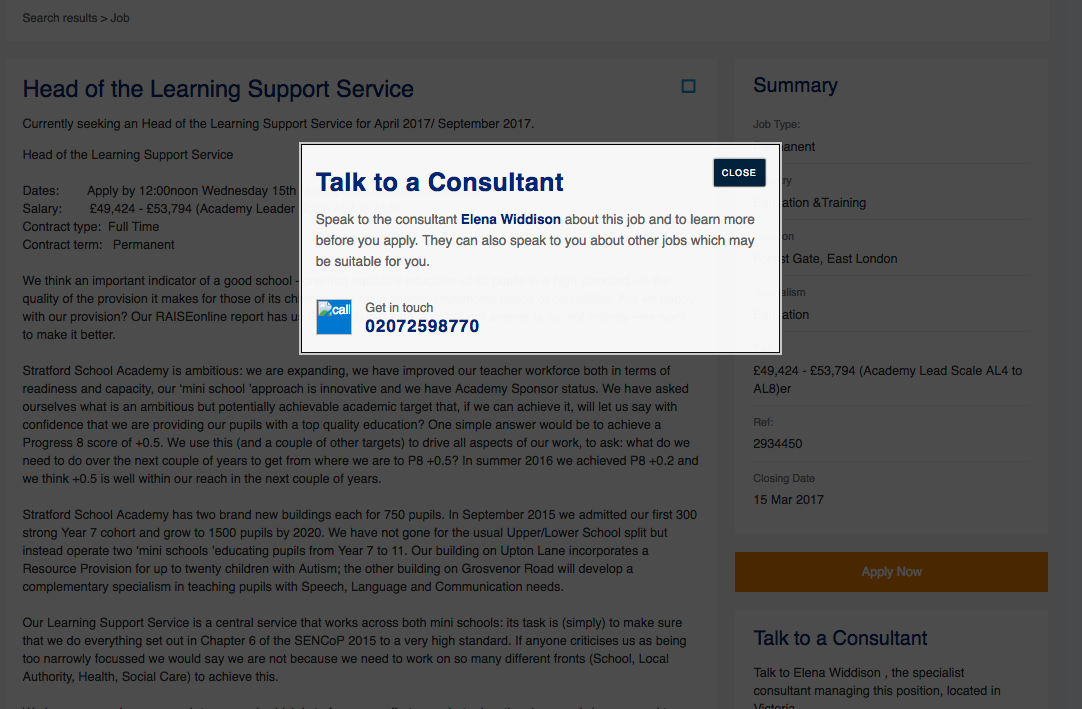 Search results > Job
Head of the Learning Support Service
Currently seeking an Head of the Learning Support Service for April 2017/ September 2017.
Head of the Learning Support Service
Dates: Apply by 12:00noon Wednesday 15th
Salary: £49,424 - £53,794 (Academy Leader
Contract type: Full Time
Contract term: Permanent
We think an important indicator of a good school -
quality of the provision it makes for those of its
with our provision? Our RAISEonline report has
to make it better.
Stratford School Academy is ambitious: we are expanding, we have improved our teacher workforce both in terms of
readiness and capacity, our 'mini school 'approach is innovative and we have Academy Sponsor status. We have asked
ourselves what is an ambitious but potentially achievable academic target that, if we can achieve it, will let us say with
confidence that we are providing our pupils with a top quality education? One simple answer would be to achieve a
Progress 8 score of +0.5. We use this (and a couple of other targets) to drive all aspects of our work, to ask: what do we
need to do over the next couple of years to get from where we are to P8 +0.5? In summer 2016 we achieved P8 +0.2 and
we think +0.5 is well within our reach in the next couple of years.
Stratford School Academy has two brand new buildings each for 750 pupils. In September 2015 we admitted our first 300
strong Year 7 cohort and grow to 1500 pupils by 2020. We have not gone for the usual Upper/Lower School split but
instead operate two 'mini schools 'educating pupils from Year 7 to 11. Our building on Upton Lane incorporates a
Resource Provision for up to twenty children with Autism; the other building on Grosvenor Road will develop a
complementary specialism in teaching pupils with Speech, Language and Communication needs.
Our Learning Support Service is a central service that works across both mini schools: its task is (simply) to make sure
that we do everything set out in Chapter 6 of the SENCoP 2015 to a very high standard. If anyone criticises us as being
too narrowly focussed we would say we are not because we need to work on so many different fronts (School, Local
Authority, Health, Social Care) to achieve this.
Talk to a Consultant
CLOSE
Speak to the consultant Elena Widdison about this job and to learn more
before you apply. They can also speak to you about other jobs which may
be suitable for you.
call
Get in touch
02072598770
Summary
Job Type:
&Training
Gate, East London
£49,424 - £53,794 (Academy Lead Scale AL4 to
AL8)er
Ref:
2934450
Closing Date
15 Mar 2017
Apply Now
Talk to a Consultant
Talk to Elena Widdison , the specialist
consultant managing this position, located in
Victoria